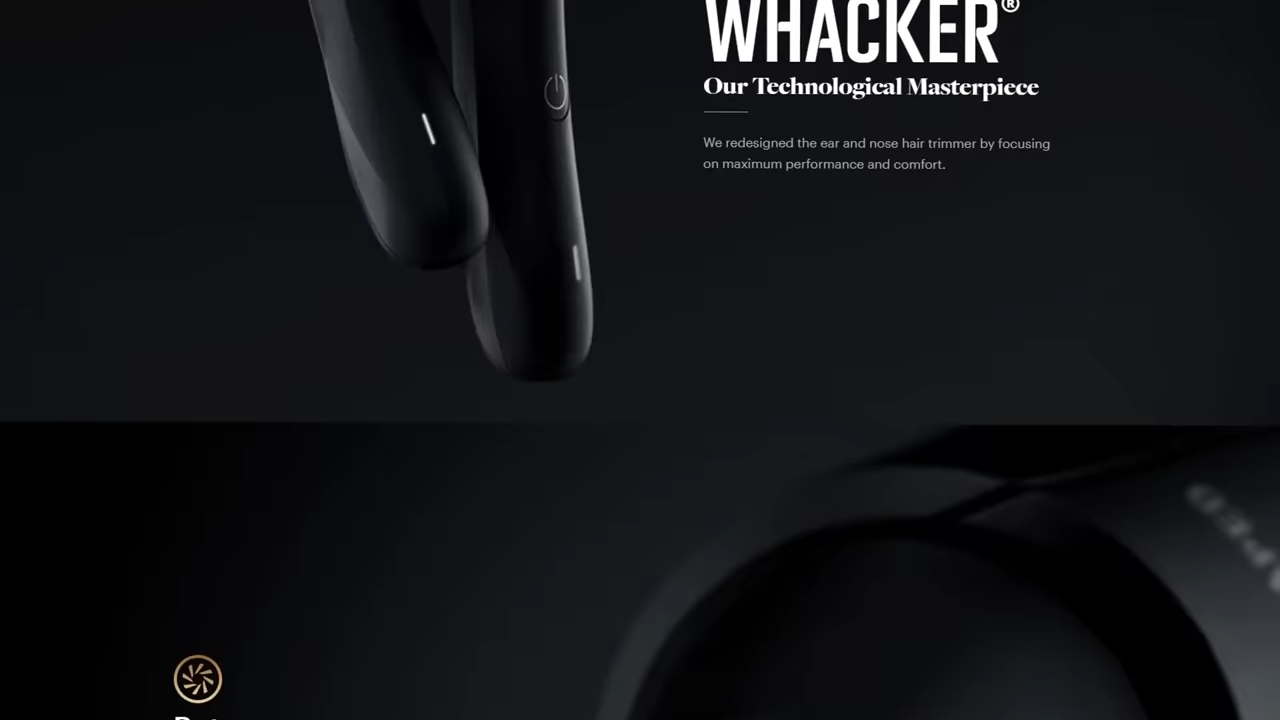 WHACKER®
Our Technological Masterpiece
We redesigned the ear and nose hair trimmer by focusing
on maximum performance and comfort.